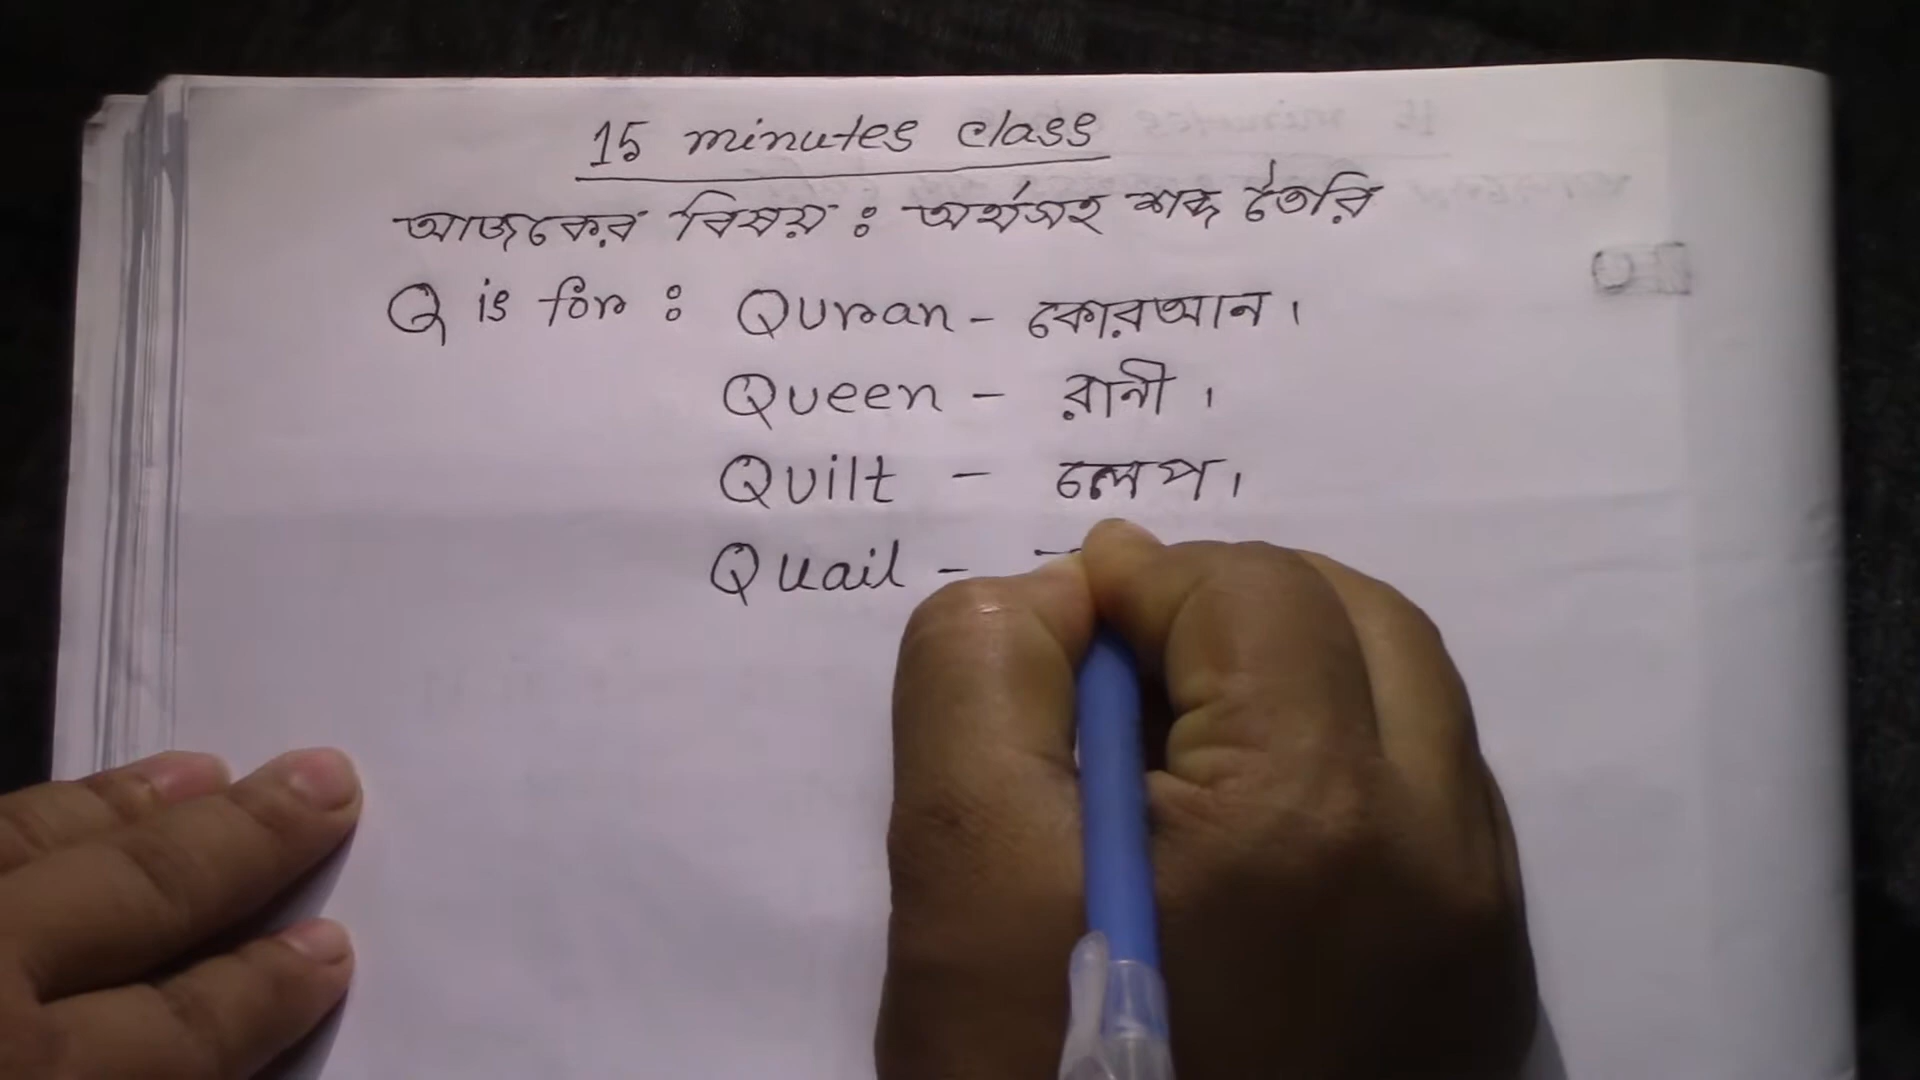 15 minutes class
আজকের বিষয় : অর্থসহ শব্দ তৈরি
Q is for : Quran - কোরআন।
Queen - রানী।
Quilt - লেপ।
Quail -